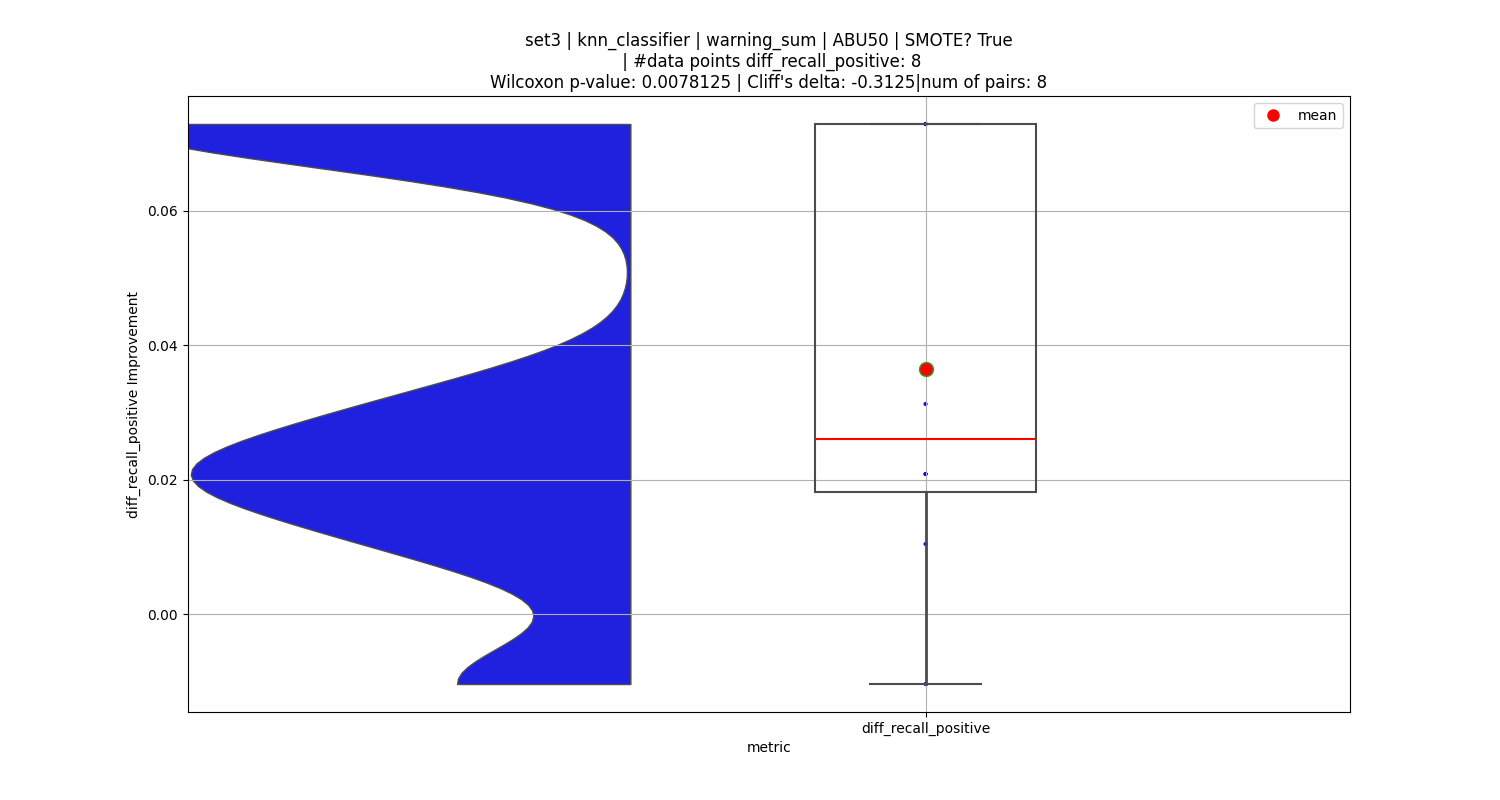 set3 | knn_classifier | warning_sum | ABU50 | SMOTE? True
| #data points diff_recall_positive: 8
Wilcoxon p-value: 0.0078125 | Cliff's delta: -0.3125|num of pairs: 8
mean
0.06
0.04
0.02
0.00
diff_recall_positive Improvement
diff_recall_positive
metric